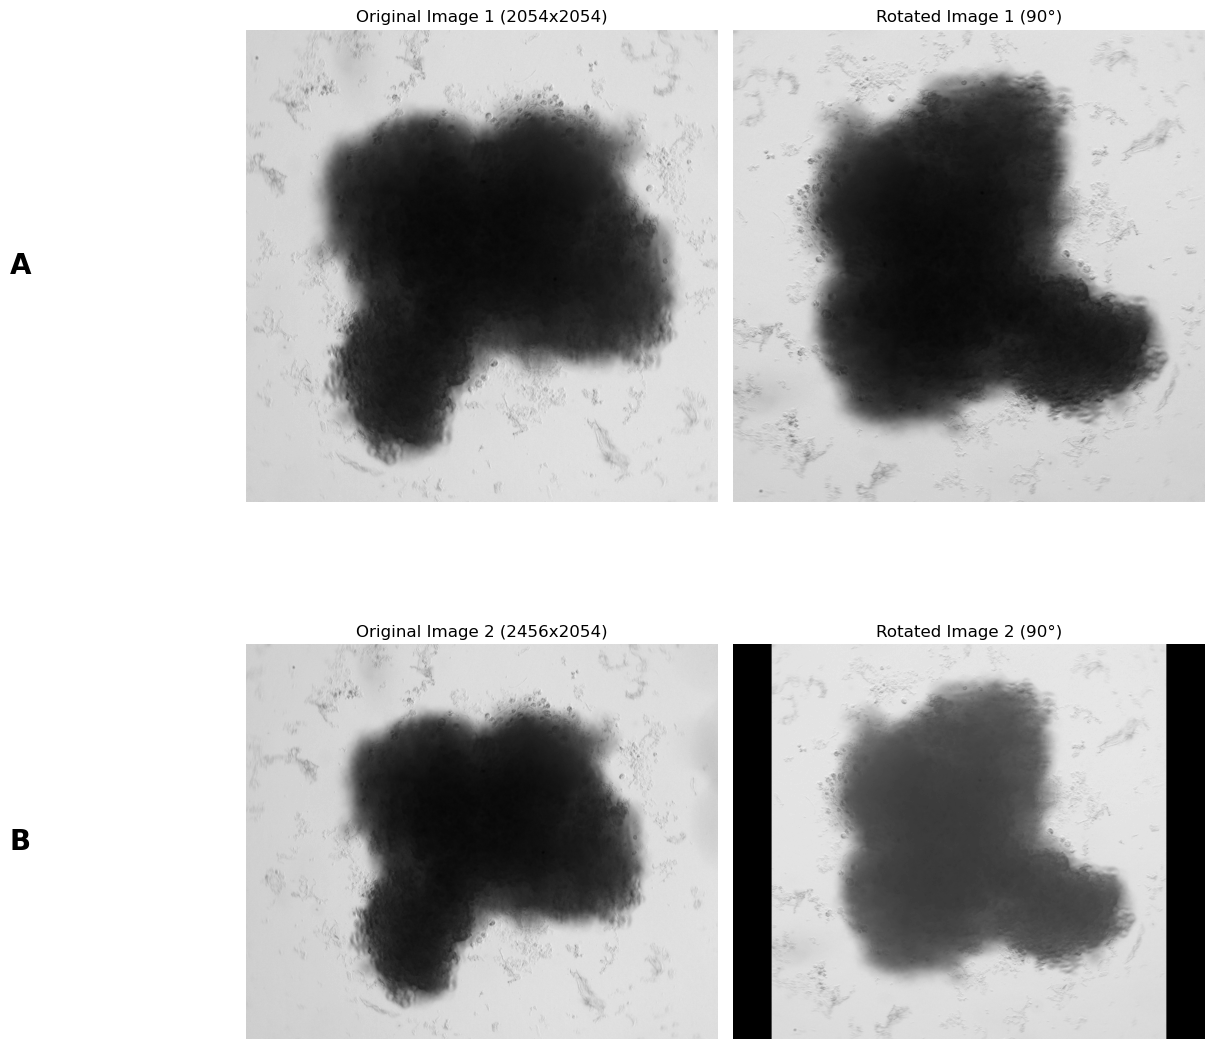 Original Image 1 (2054x2054)
Rotated Image 1 (90°)
A
Original Image 2 (2456x2054)
Rotated Image 2 (90°)
B